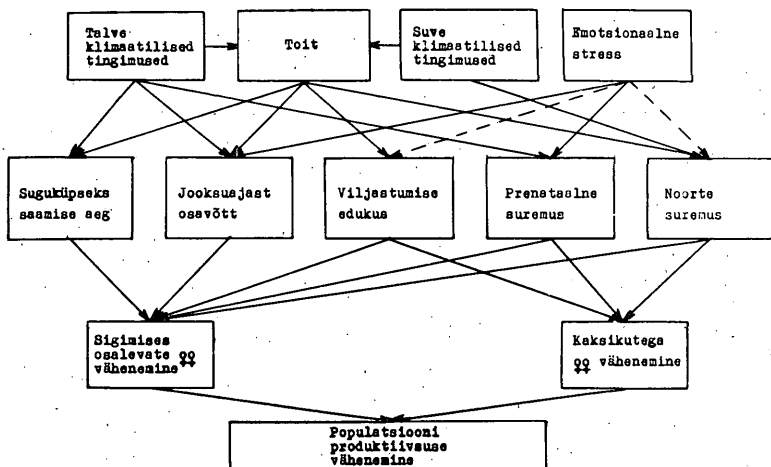 Talve
klimaatilised
tingimused
Toit
Suve
klimaatilised
tingimused
Emotsionaalne
stress
Suguküpseks
saamise aeg
Jooksuajast
osavõtt
Viljastumise
edukus
Prenataalne
suremus
Noorte
suremus
Sigimises
osalevate ♀♀
vähenemine
Kaksikutega
♀♀ vähenemine
Populatsiooni
produktiivsuse
vähenemine